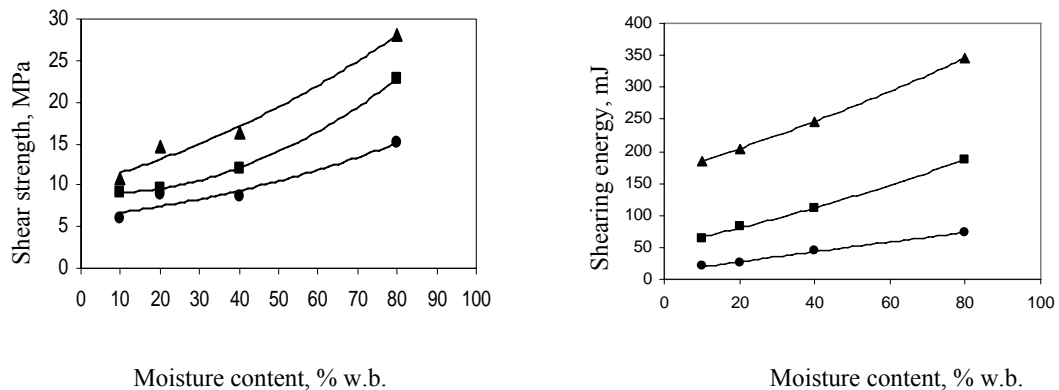 Shear strength, MPa
30
25
20
15
10
5
0
0 10 20 30 40 50 60 70 80 90 100
Moisture content, % w.b.
Shearing energy, mJ
400
350
300
250
200
150
100
50
0
0 20 40 60 80 100
Moisture content, % w.b.